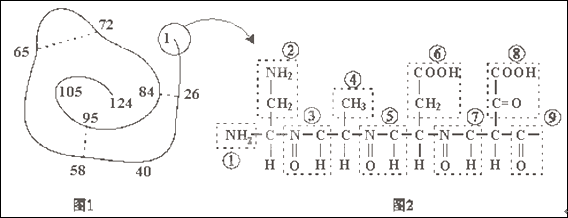 72
1
65
105
84
124
26
95
58
40
图1
② ⑥ ⑧
NH₂ COOH COOH
④
CH₂ ③ CH₃ ⑤ CH₂ C=O ⑦ ⑨
NH₂ C N C C N C C N C C C
① H O H H O H H O H H O
图2